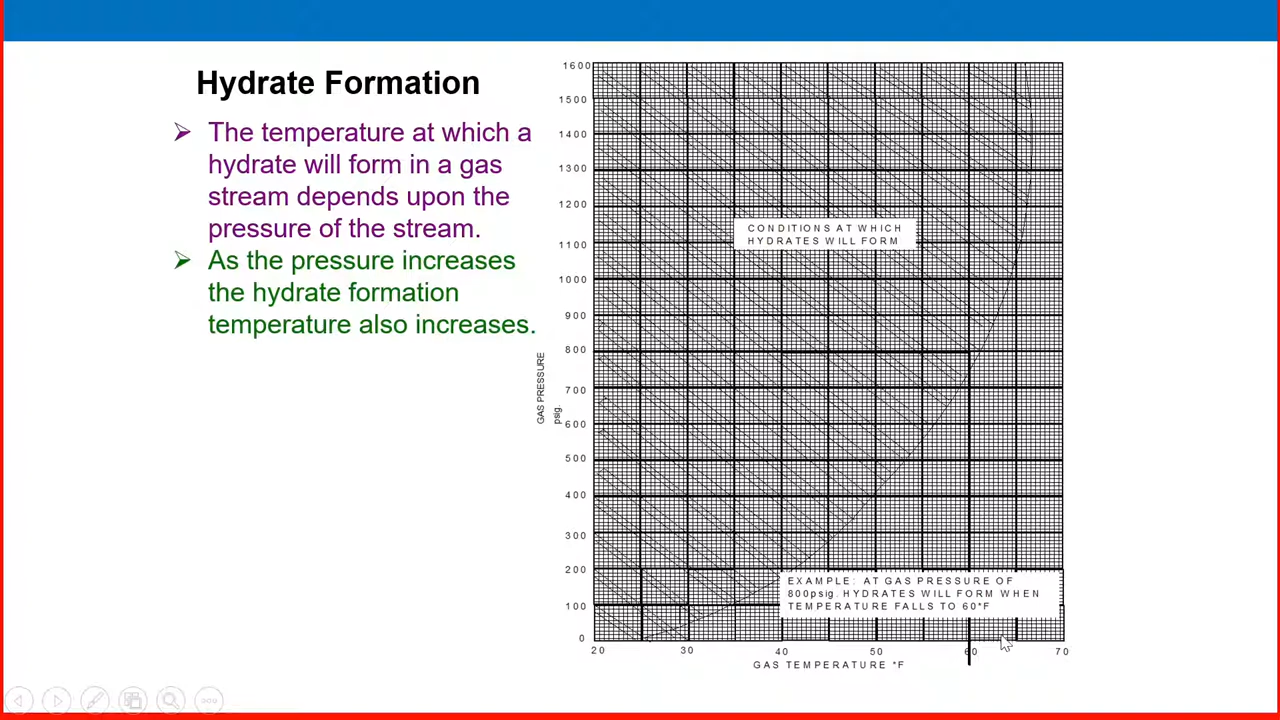 Hydrate Formation
The temperature at which a
hydrate will form in a gas
stream depends upon the
pressure of the stream.
As the pressure increases
the hydrate formation
temperature also increases.
1600
1500
1400
1300
1200
1100
1000
900
800
700
600
500
400
300
200
100
0
GAS PRESSURE
psig.
CONDITIONS AT WHICH
HYDRATES WILL FORM
EXAMPLE: AT GAS PRESSURE OF
800psig. HYDRATES WILL FORM WHEN
TEMPERATURE FALLS TO 60°F
20 30 40 50 60 70
GAS TEMPERATURE °F